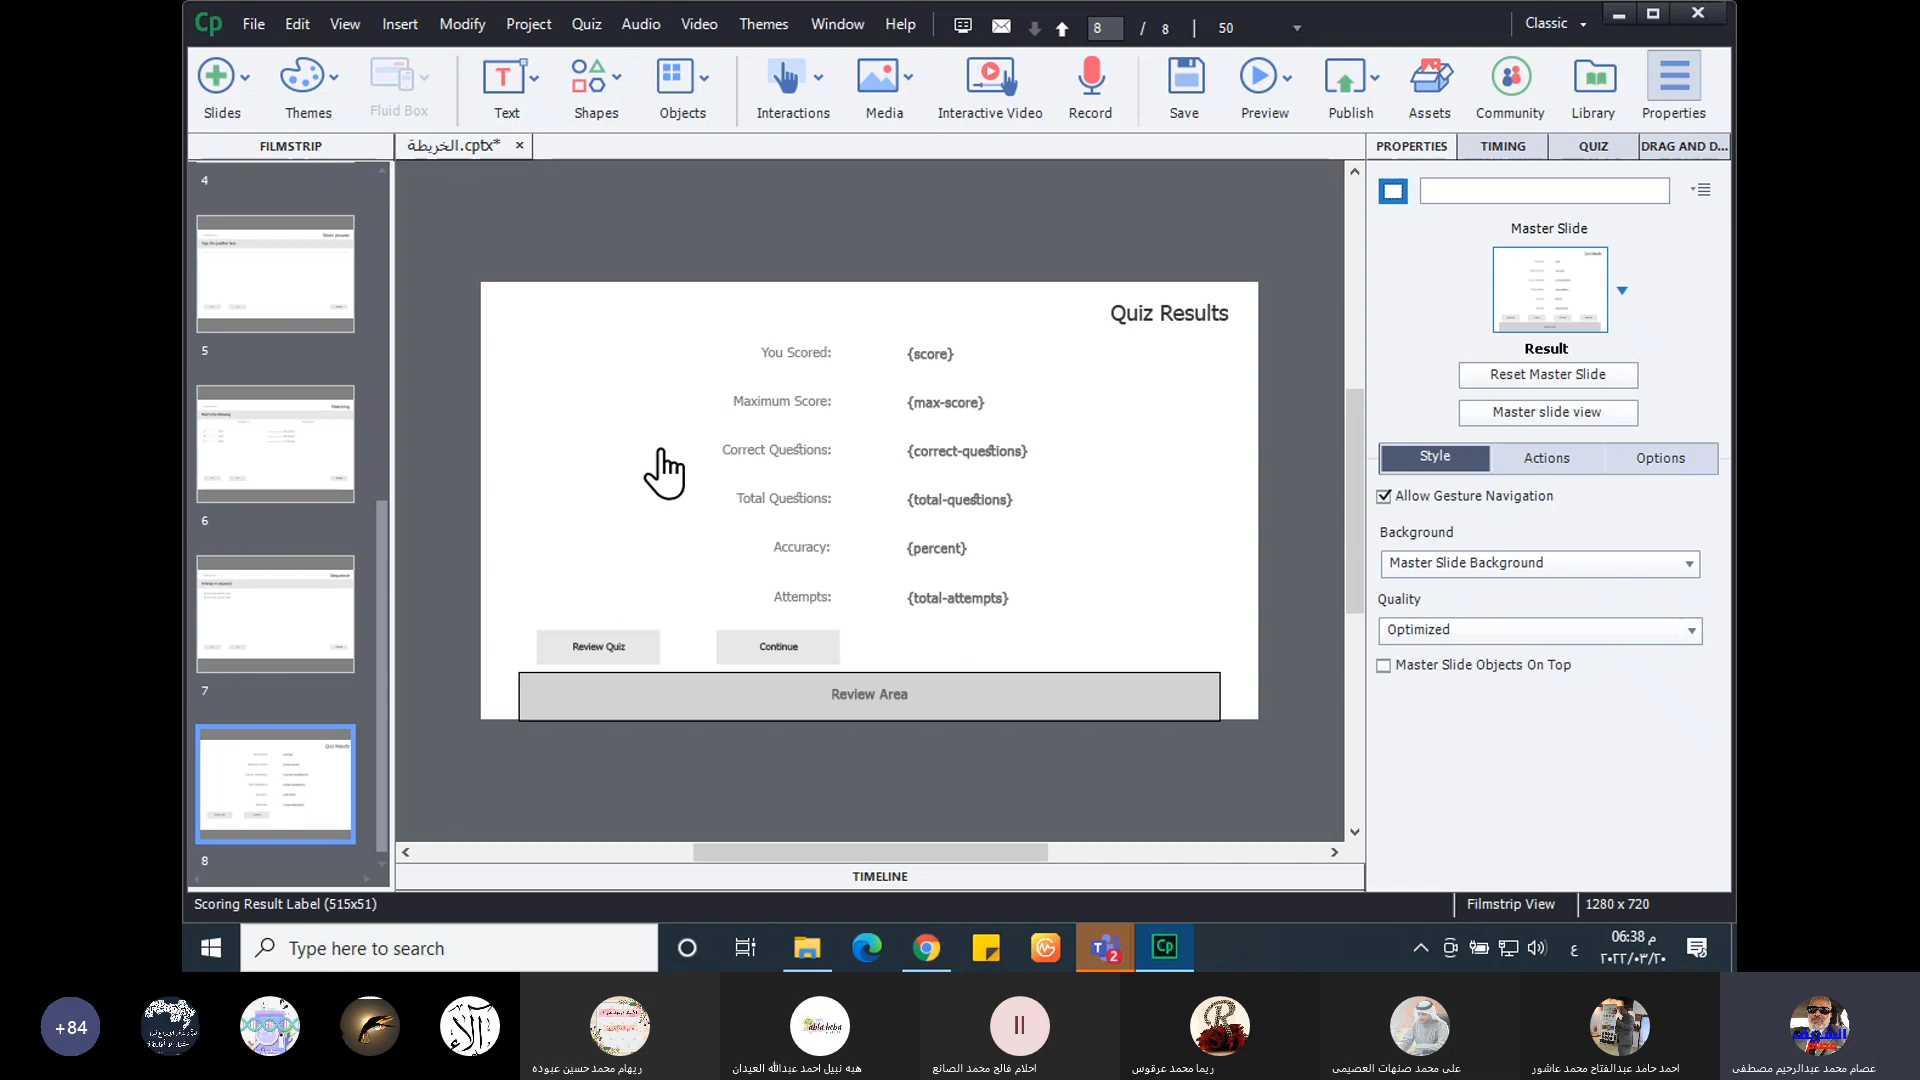 Cp File Edit View Insert Modify Project Quiz Audio Video Themes Window Help 8 / 8 50 Classic
Slides Themes Fluid Box Text Shapes Objects Interactions Media Interactive Video Record Save Preview Publish Assets Community Library Properties
FILMSTRIP
الخريطة.cptx*
PROPERTIES TIMING QUIZ DRAG AND D...
4
5
6
7
8
Quiz Results
You Scored: {score}
Maximum Score: {max-score}
Correct Questions: {correct-questions}
Total Questions: {total-questions}
Accuracy: {percent}
Attempts: {total-attempts}
Review Quiz Continue
Review Area
Master Slide
Result
Reset Master Slide
Master slide view
Style Actions Options
Allow Gesture Navigation
Background
Master Slide Background
Quality
Optimized
Master Slide Objects On Top
TIMELINE
Scoring Result Label (515x51)
Filmstrip View 1280 x 720
Type here to search
2
Cp
ع
06:38 م
٢٠٢٢/٠٣/٢٠
+84
ريهام محمد حسين عبوده
هبه نبيل احمد عبدالله العيدان
احلام فالح محمد الصانع
ريما محمد عرقوس
على محمد صنهات العصيمى
احمد حامد عبدالفتاح محمد عاشور
عصام محمد عبدالرحيم مصطفى